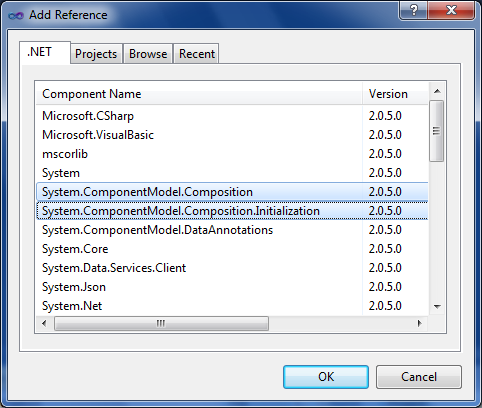 Add Reference
.NET Projects Browse Recent
Component Name Version
Microsoft.CSharp 2.0.5.0
Microsoft.VisualBasic 2.0.5.0
mscorlib 2.0.5.0
System 2.0.5.0
System.ComponentModel.Composition 2.0.5.0
System.ComponentModel.Composition.Initialization 2.0.5.0
System.ComponentModel.DataAnnotations 2.0.5.0
System.Core 2.0.5.0
System.Data.Services.Client 2.0.5.0
System.Json 2.0.5.0
System.Net 2.0.5.0
OK Cancel